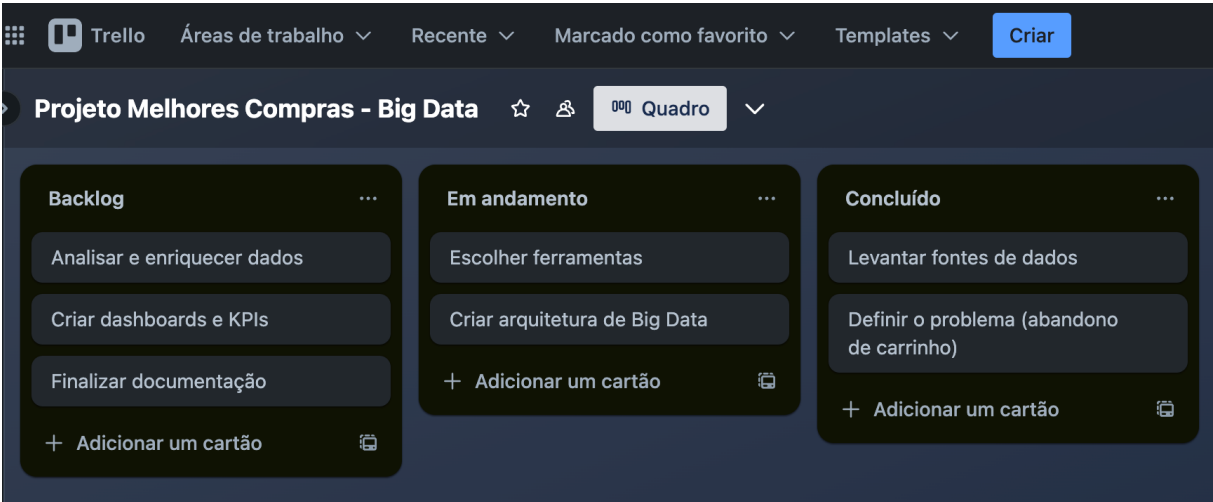 Trello Áreas de trabalho Recente Marcado como favorito Templates Criar
Projeto Melhores Compras - Big Data Quadro
Backlog
Analisar e enriquecer dados
Criar dashboards e KPIs
Finalizar documentação
+ Adicionar um cartão
Em andamento
Escolher ferramentas
Criar arquitetura de Big Data
+ Adicionar um cartão
Concluído
Levantar fontes de dados
Definir o problema (abandono
de carrinho)
+ Adicionar um cartão